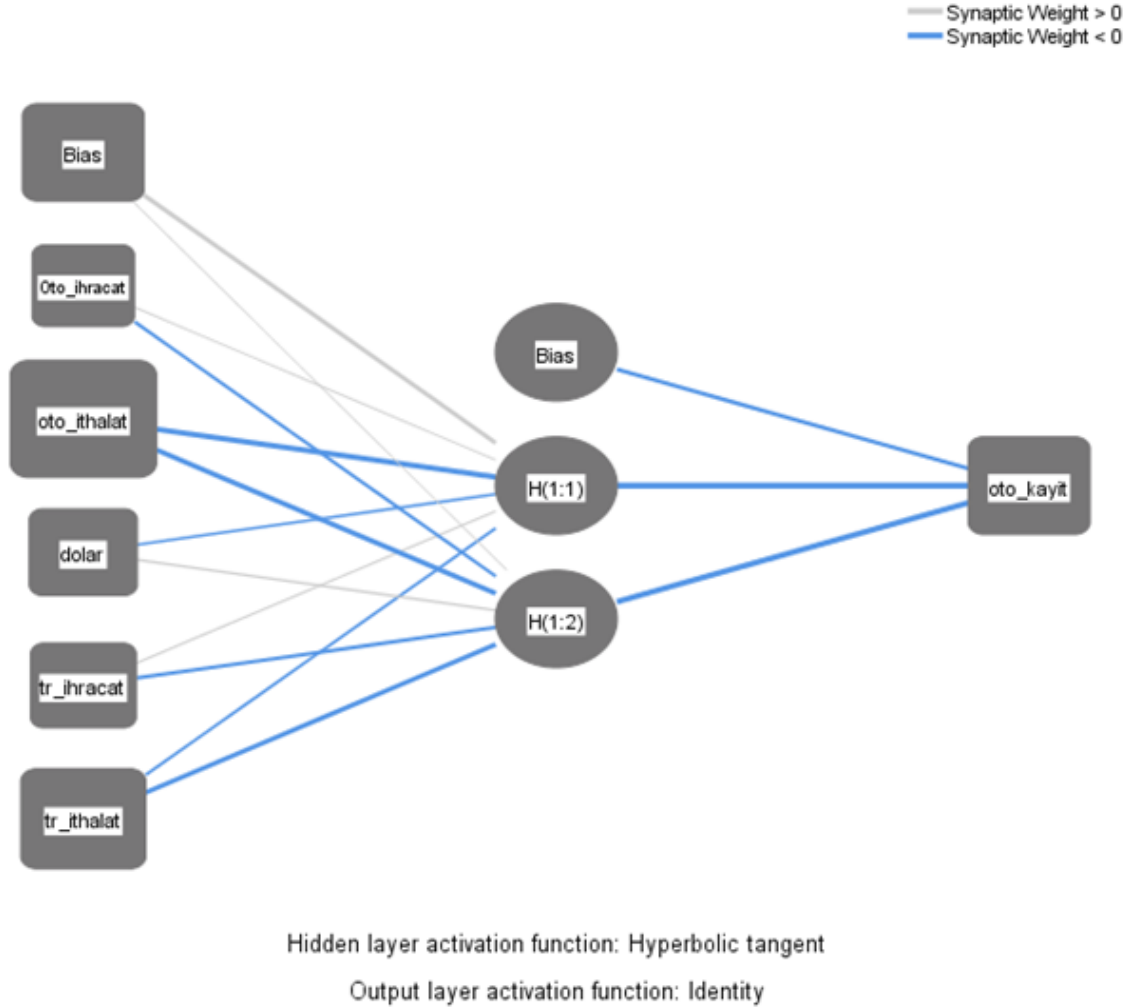 Synaptic Weight > 0
Synaptic Weight < 0
Bias
Oto_ihracat
oto_ithalat
dolar
tr_ihracat
tr_ithalat
Bias
H(1:1)
H(1:2)
oto_kayit
Hidden layer activation function: Hyperbolic tangent
Output layer activation function: Identity